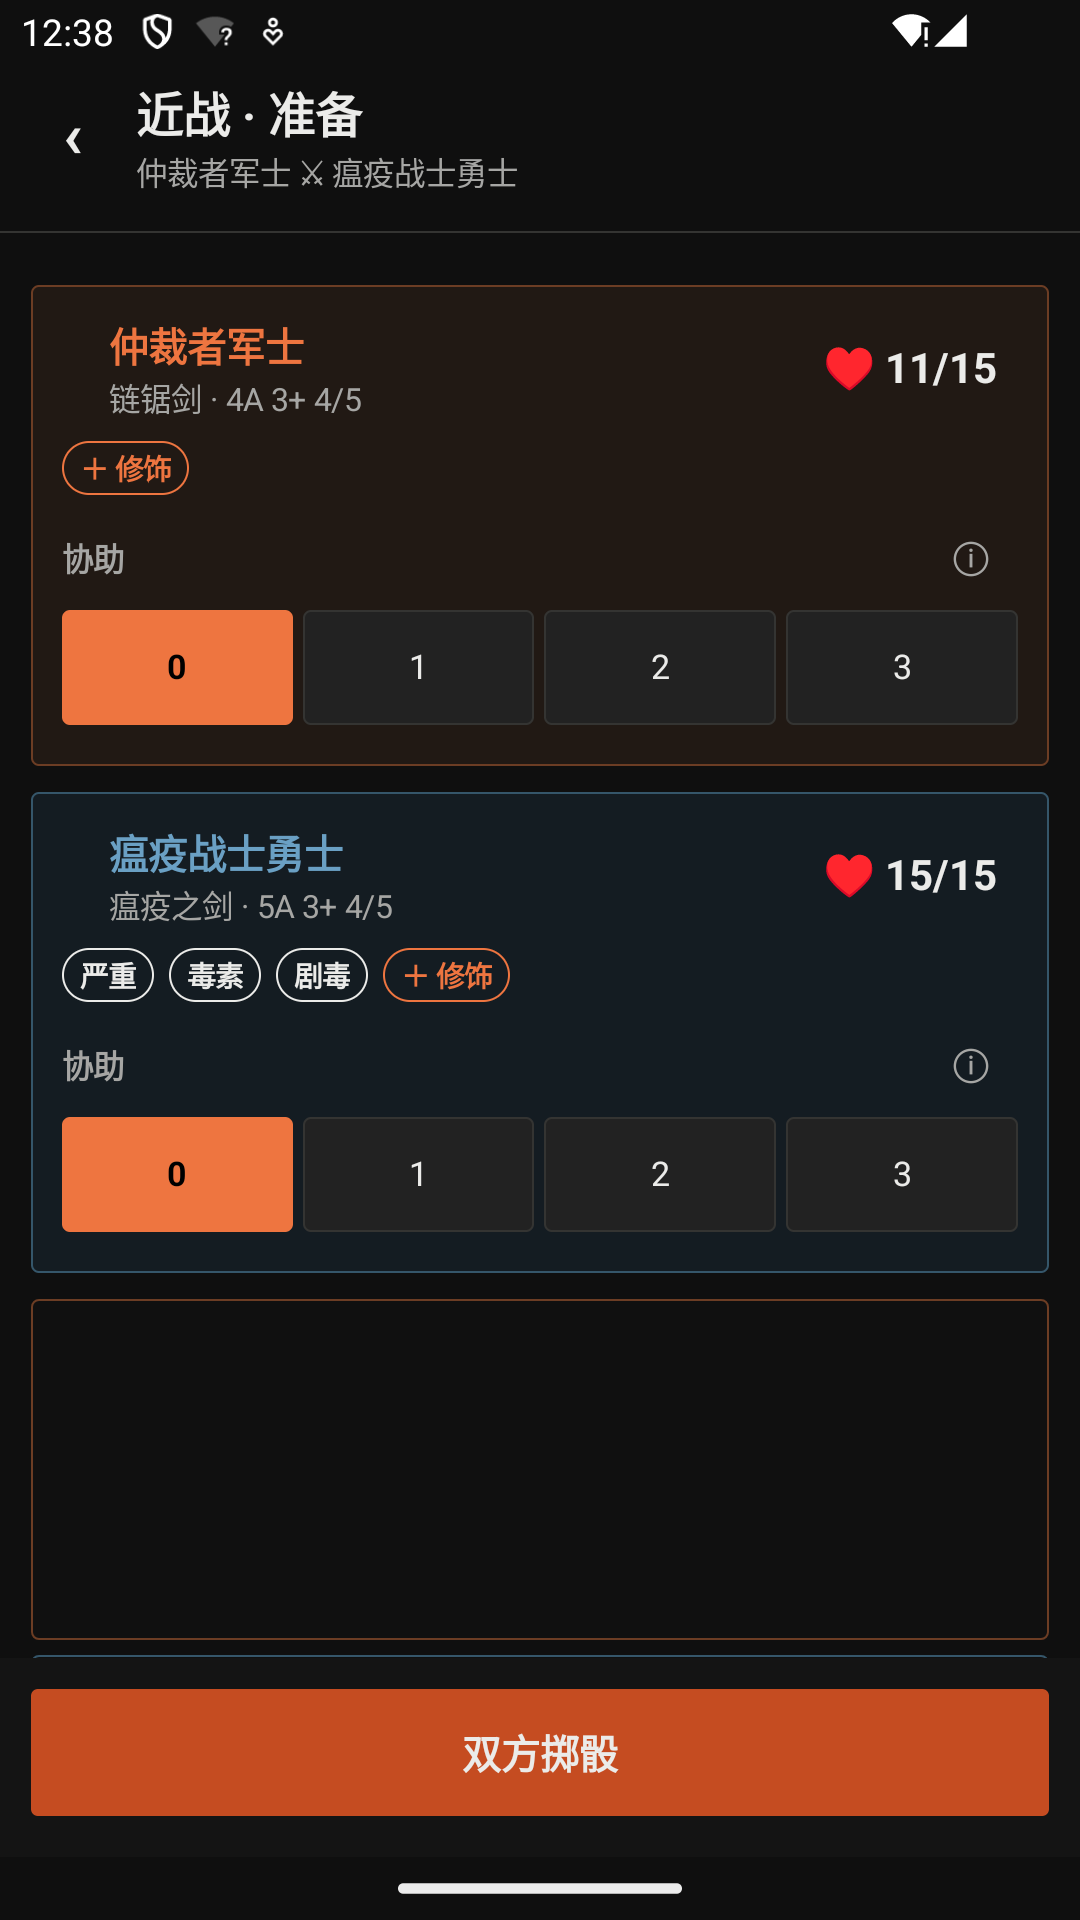 12:38
近战 · 准备
仲裁者军士 ⚔ 瘟疫战士勇士
仲裁者军士
链锯剑 · 4A 3+ 4/5
11/15
＋ 修饰
协助
0
1
2
3
瘟疫战士勇士
瘟疫之剑 · 5A 3+ 4/5
15/15
严重
毒素
剧毒
＋ 修饰
协助
0
1
2
3
双方掷骰